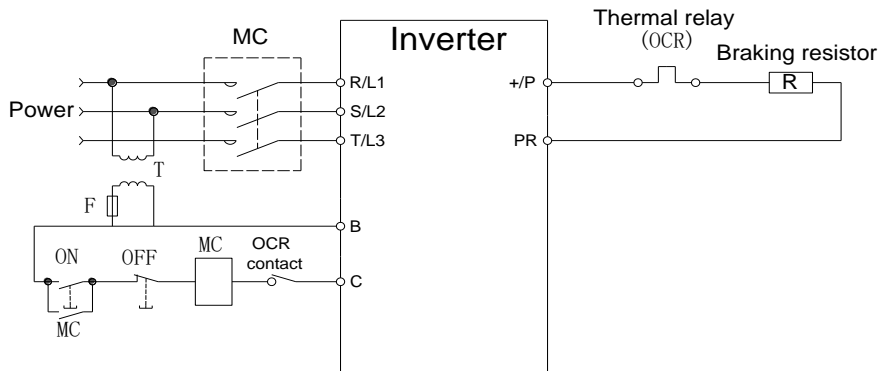 Thermal relay
(OCR)
MC
Inverter
Braking resistor
R/L1
+/P
R
Power
S/L2
T/L3
PR
T
F
B
ON
OFF
MC
OCR
contact
C
MC